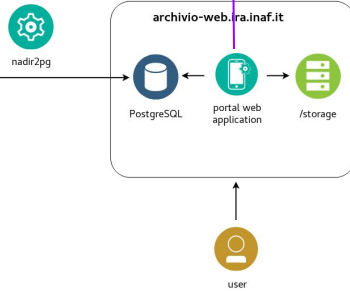 archivio-web.ira.inaf.it
nadir2pg
PostgreSQL
portal web
application
/storage
user